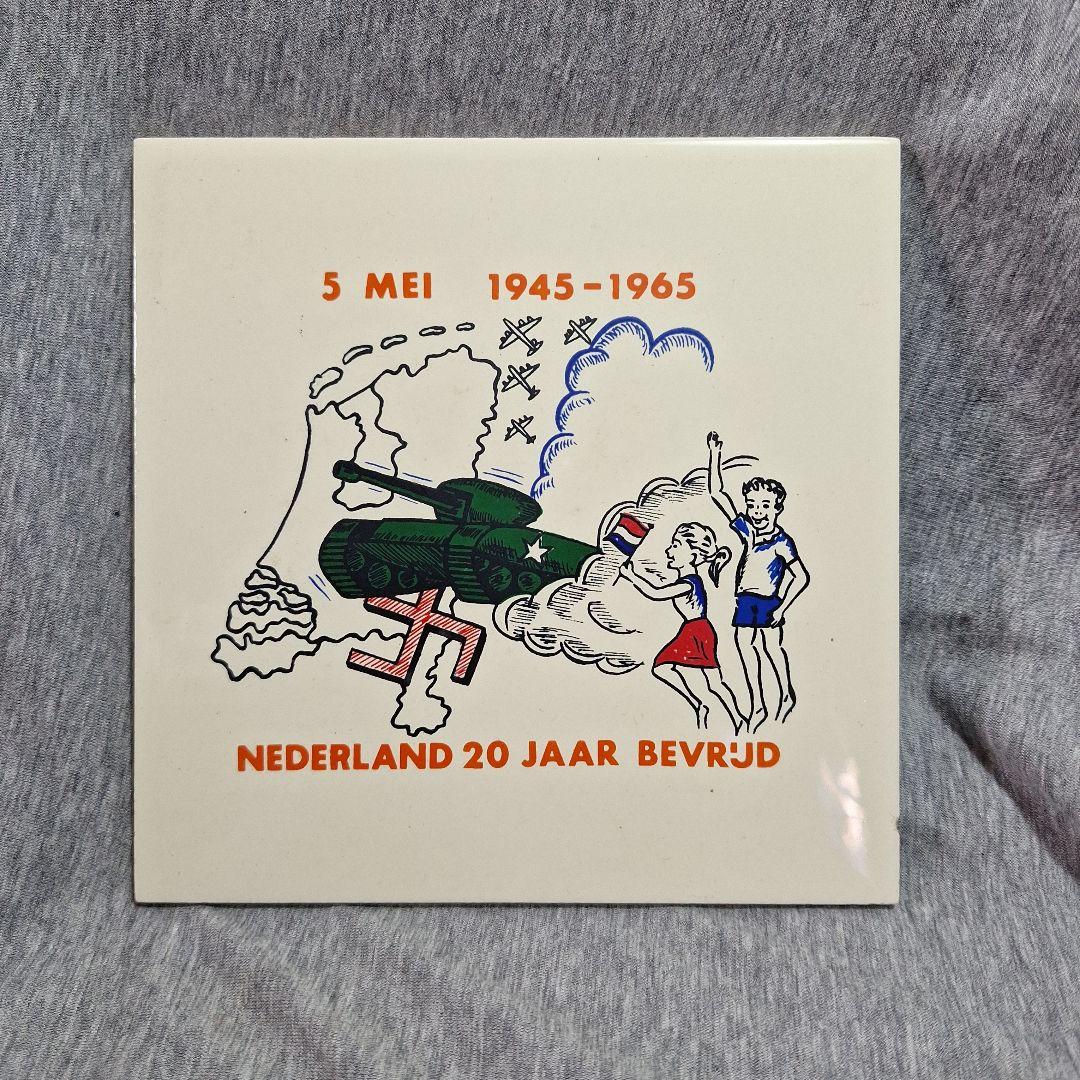 5 MEI 1945-1965
NEDERLAND 20 JAAR BEVRIJD